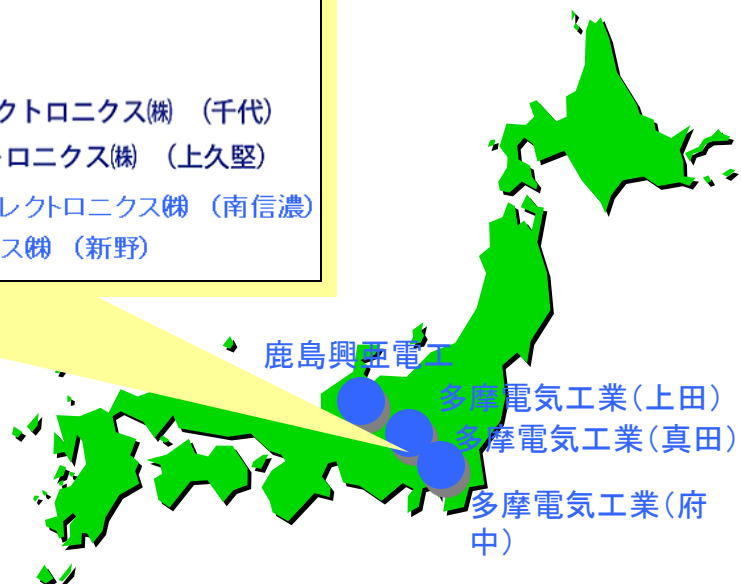 クトロニクス㈱ （千代）
トロニクス㈱ （上久堅）
レクトロニクス㈱ （南信濃）
ス㈱ （新野）
鹿島興亜電工
多摩電気工業（上田）
多摩電気工業（真田）
多摩電気工業（府
中）